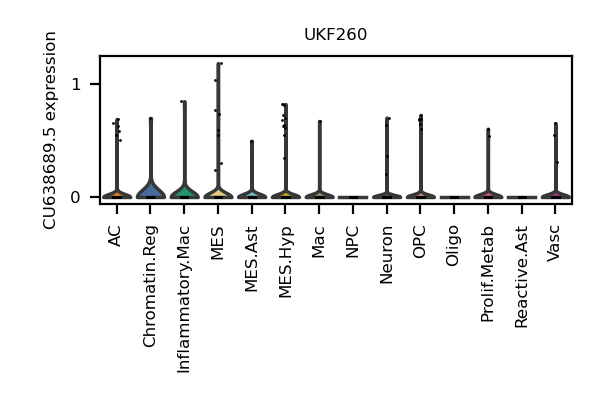 UKF260
CU638689.5 expression
1
0
AC
Chromatin.Reg
Inflammatory.Mac
MES
MES.Ast
MES.Hyp
Mac
NPC
Neuron
OPC
Oligo
Prolif.Metab
Reactive.Ast
Vasc